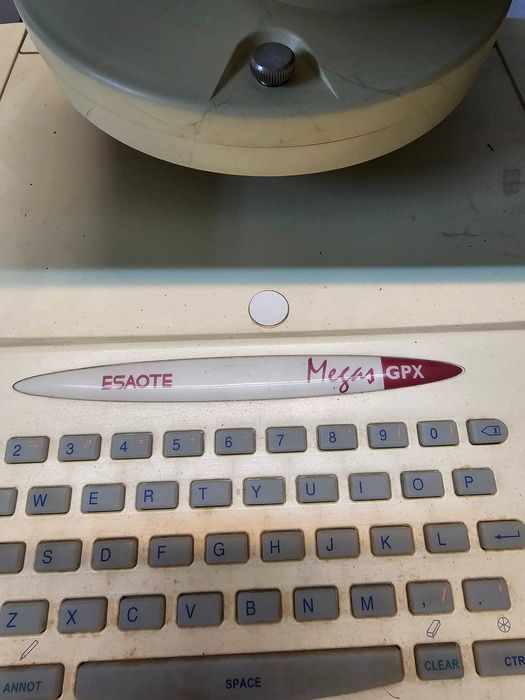 ESAOTE Megas GPX
2 3 4 5 6 7 8 9 0
W E R T Y U I O P
S D F G H J K L
Z X C V B N M , .
ANNOT SPACE CLEAR CTR